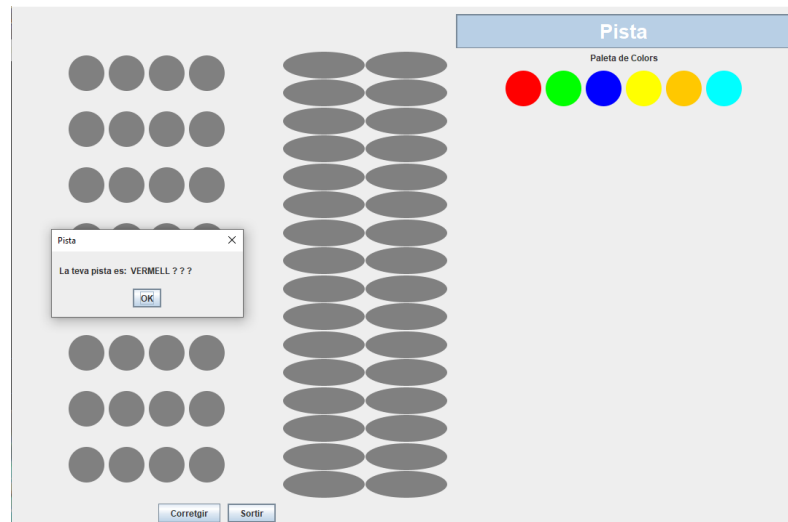 Pista
Paleta de Colors
Pista
La teva pista es: VERMELL ? ? ?
OK
Corretgir
Sortir